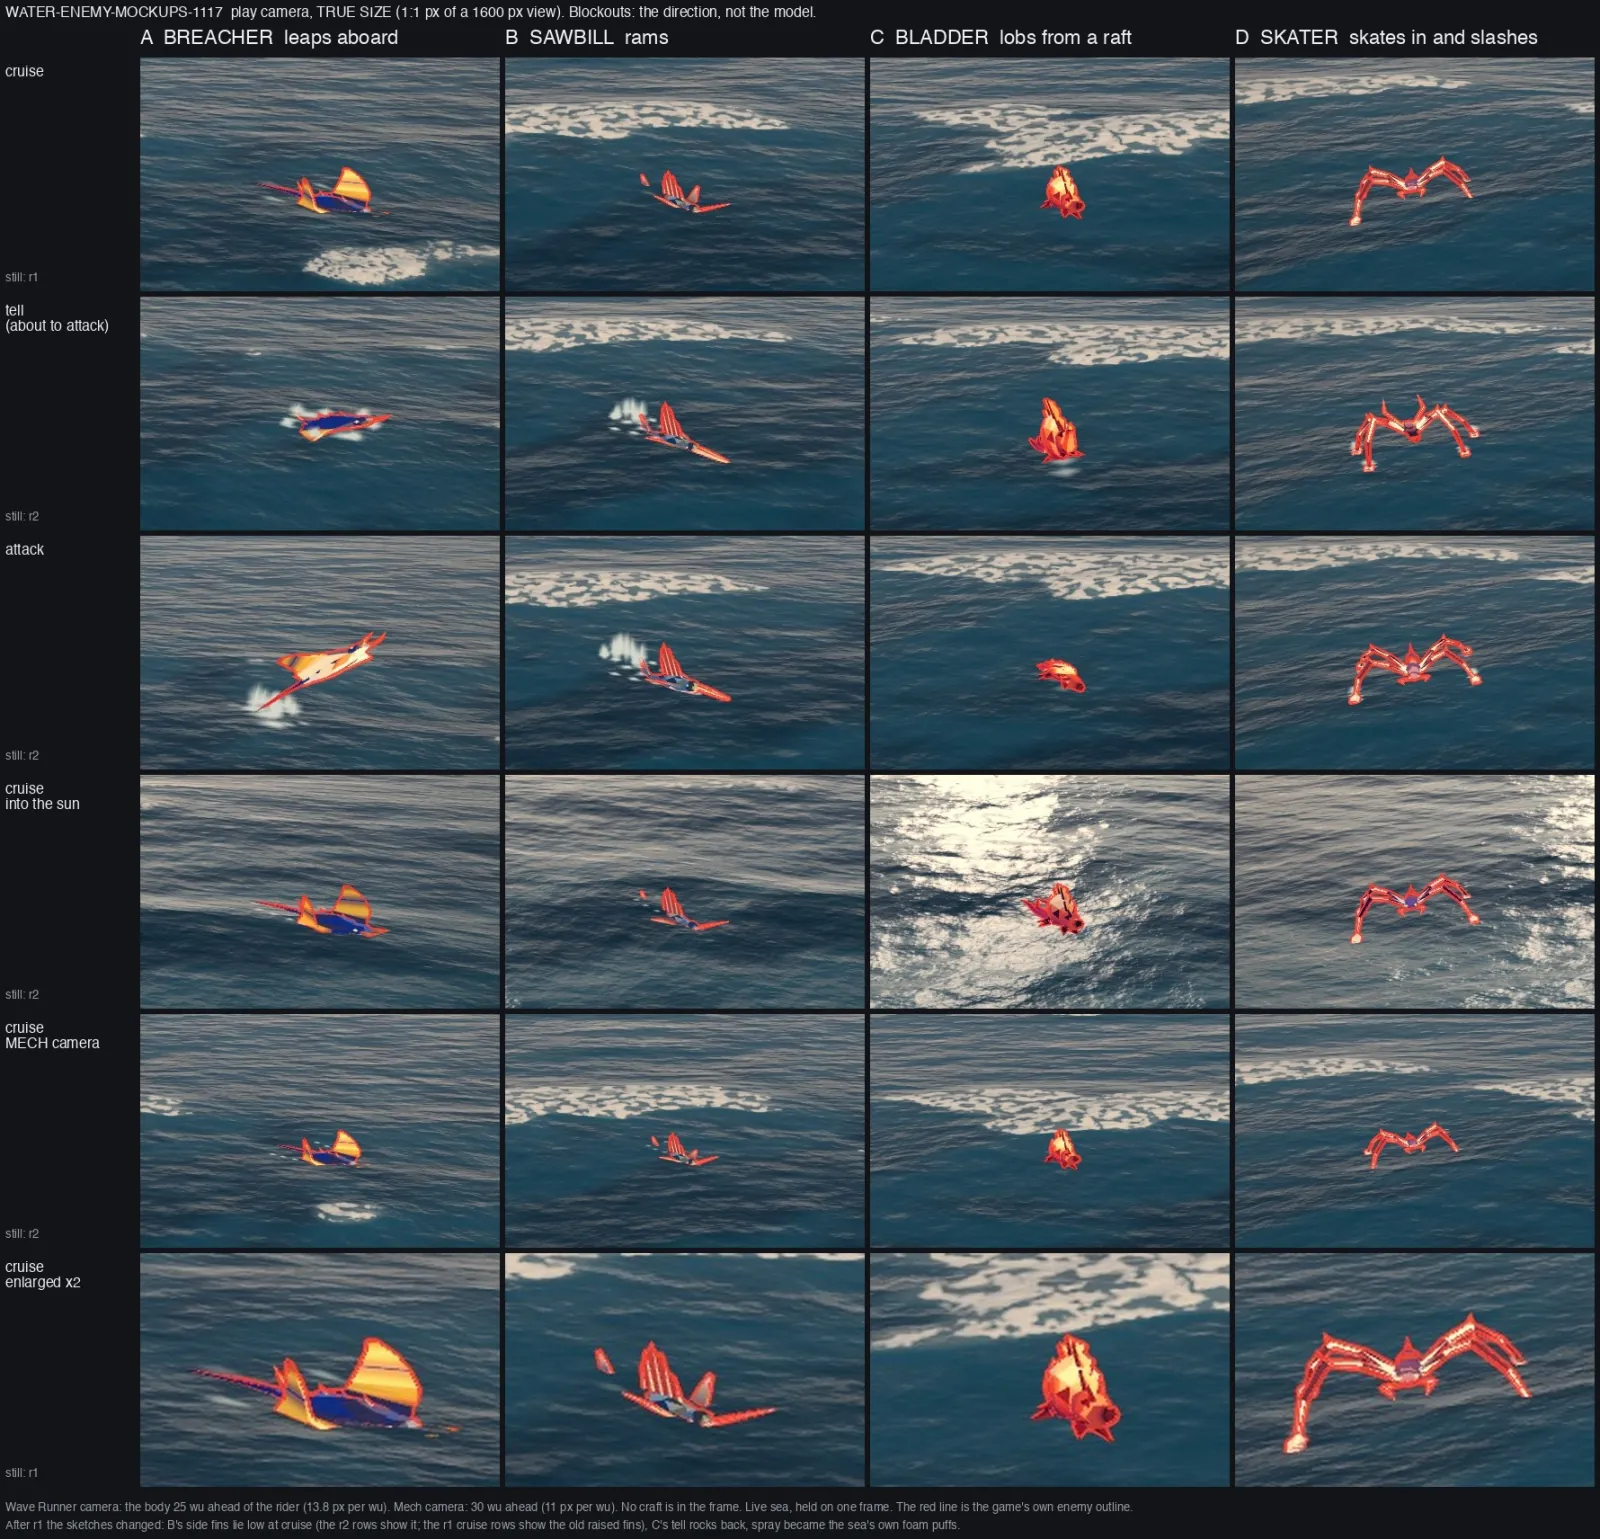 WATER-ENEMY-MOCKUPS-1117 play camera, TRUE SIZE (1:1 px of a 1600 px view). Blockouts: the direction, not the model.
A BREACHER leaps aboard
B SAWBILL rams
C BLADDER lobs from a raft
D SKATER skates in and slashes
cruise
still: r1
tell
(about to attack)
still: r2
attack
still: r2
cruise
into the sun
still: r2
cruise
MECH camera
still: r2
cruise
enlarged x2
still: r1
Wave Runner camera: the body 25 wu ahead of the rider (13.8 px per wu). Mech camera: 30 wu ahead (11 px per wu). No craft is in the frame. Live sea, held on one frame. The red line is the game's own enemy outline.
After r1 the sketches changed: B's side fins lie low at cruise (the r2 rows show it; the r1 cruise rows show the old raised fins), C's tell rocks back, spray became the sea's own foam puffs.